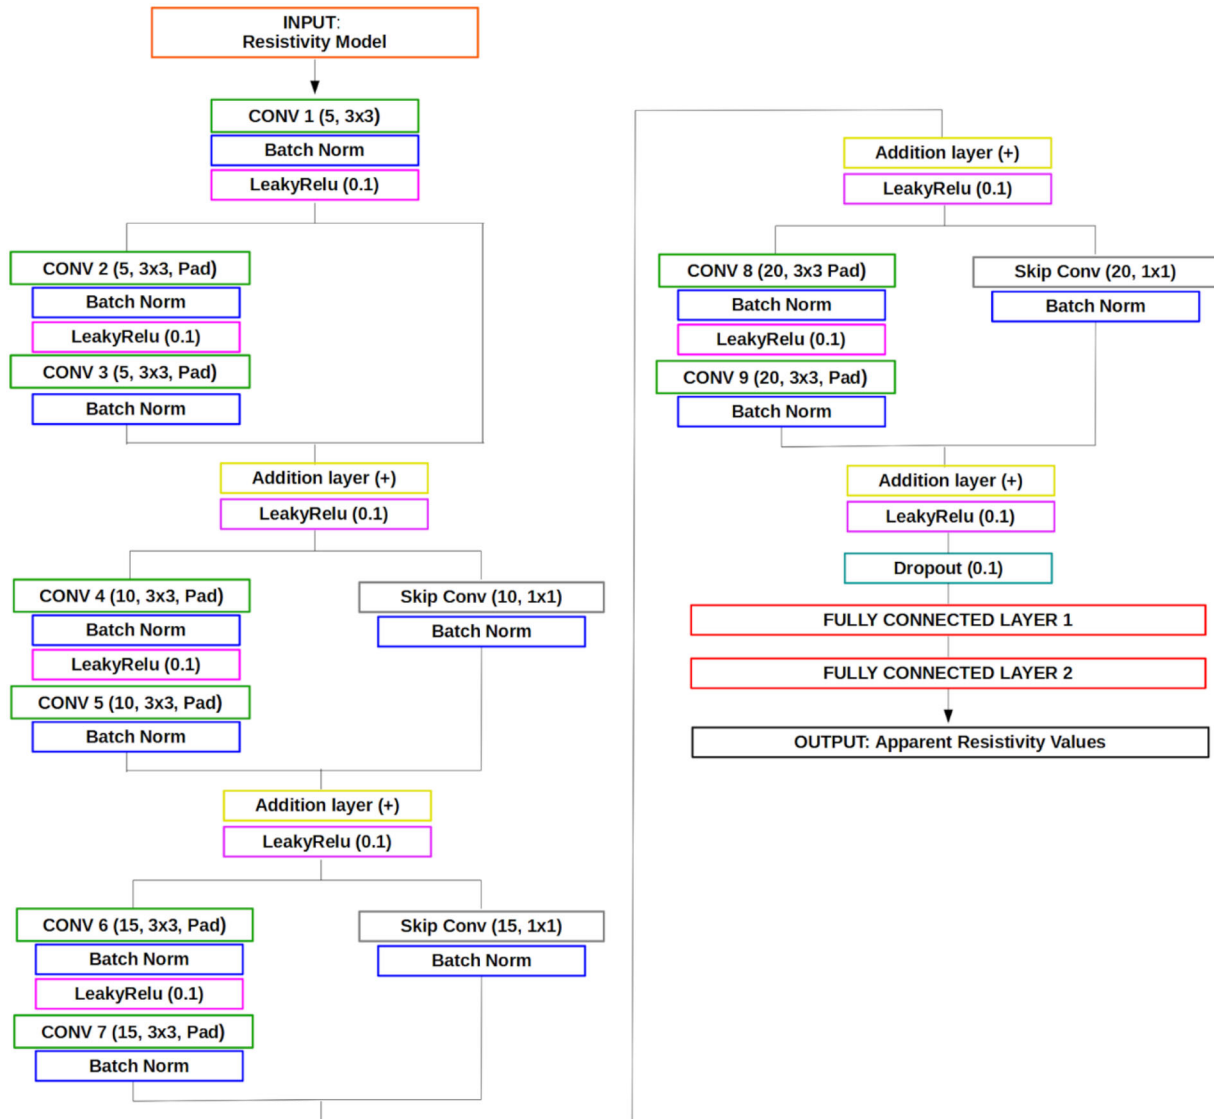 INPUT:
Resistivity Model
CONV 1 (5, 3x3)
Batch Norm
LeakyRelu (0.1)
CONV 2 (5, 3x3, Pad)
Batch Norm
LeakyRelu (0.1)
CONV 3 (5, 3x3, Pad)
Batch Norm
Addition layer (+)
LeakyRelu (0.1)
CONV 4 (10, 3x3, Pad)
Batch Norm
LeakyRelu (0.1)
CONV 5 (10, 3x3, Pad)
Batch Norm
Skip Conv (10, 1x1)
Batch Norm
Addition layer (+)
LeakyRelu (0.1)
CONV 6 (15, 3x3, Pad)
Batch Norm
LeakyRelu (0.1)
CONV 7 (15, 3x3, Pad)
Batch Norm
Skip Conv (15, 1x1)
Batch Norm
Addition layer (+)
LeakyRelu (0.1)
CONV 8 (20, 3x3 Pad)
Batch Norm
LeakyRelu (0.1)
CONV 9 (20, 3x3, Pad)
Batch Norm
Skip Conv (20, 1x1)
Batch Norm
Addition layer (+)
LeakyRelu (0.1)
Dropout (0.1)
FULLY CONNECTED LAYER 1
FULLY CONNECTED LAYER 2
OUTPUT: Apparent Resistivity Values